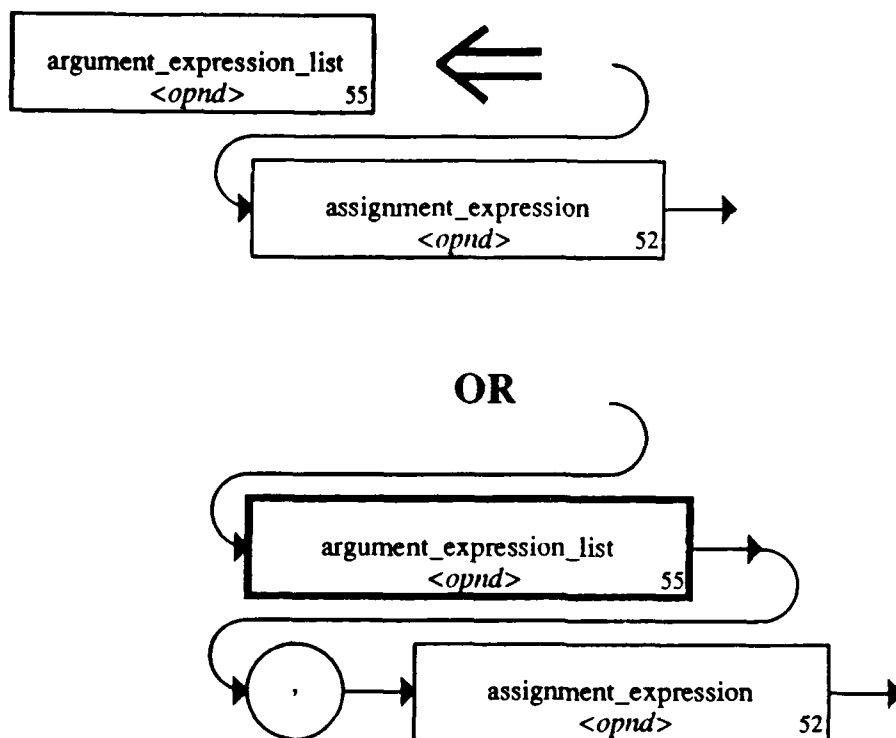 argument_expression_list
<opnd> 55
assignment_expression
<opnd> 52
OR
argument_expression_list
<opnd> 55
, assignment_expression
<opnd> 52